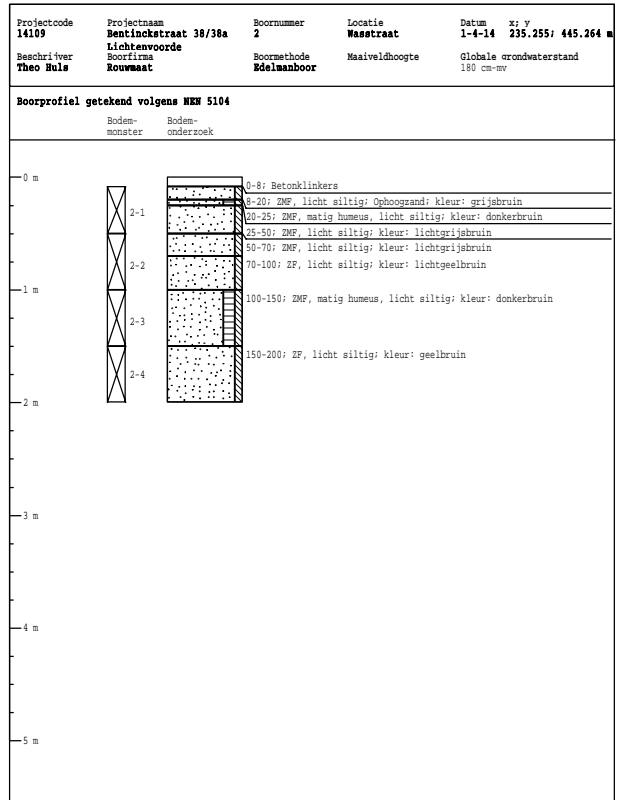 Projectcode Projectnaam Boornummer Locatie Datum x; y
14109 Bentinckstraat 38/38a 2 Wasstraat 1-4-14 235.255; 445.264 m
Lichtenvoorde
Beschrijver Boorfirma Boormethode Maaiveldhoogte Globale grondwaterstand
Theo Huls Rouwmaat Edelmanboor 180 cm-mv
Boorprofiel getekend volgens NEN 5104
Bodem- Bodem-
monster onderzoek
0 m
0-8; Betonklinkers
8-20; ZMF, licht siltig; Ophoogzand; kleur: grijsbruin
2-1 20-25; ZMF, matig humeus, licht siltig; kleur: donkerbruin
25-50; ZMF, licht siltig; kleur: lichtgrijsbruin
50-70; ZMF, licht siltig; kleur: lichtgrijsbruin
2-2 70-100; ZF, licht siltig; kleur: lichtgeelbruin
1 m
100-150; ZMF, matig humeus, licht siltig; kleur: donkerbruin
2-3
150-200; ZF, licht siltig; kleur: geelbruin
2-4
2 m
3 m
4 m
5 m